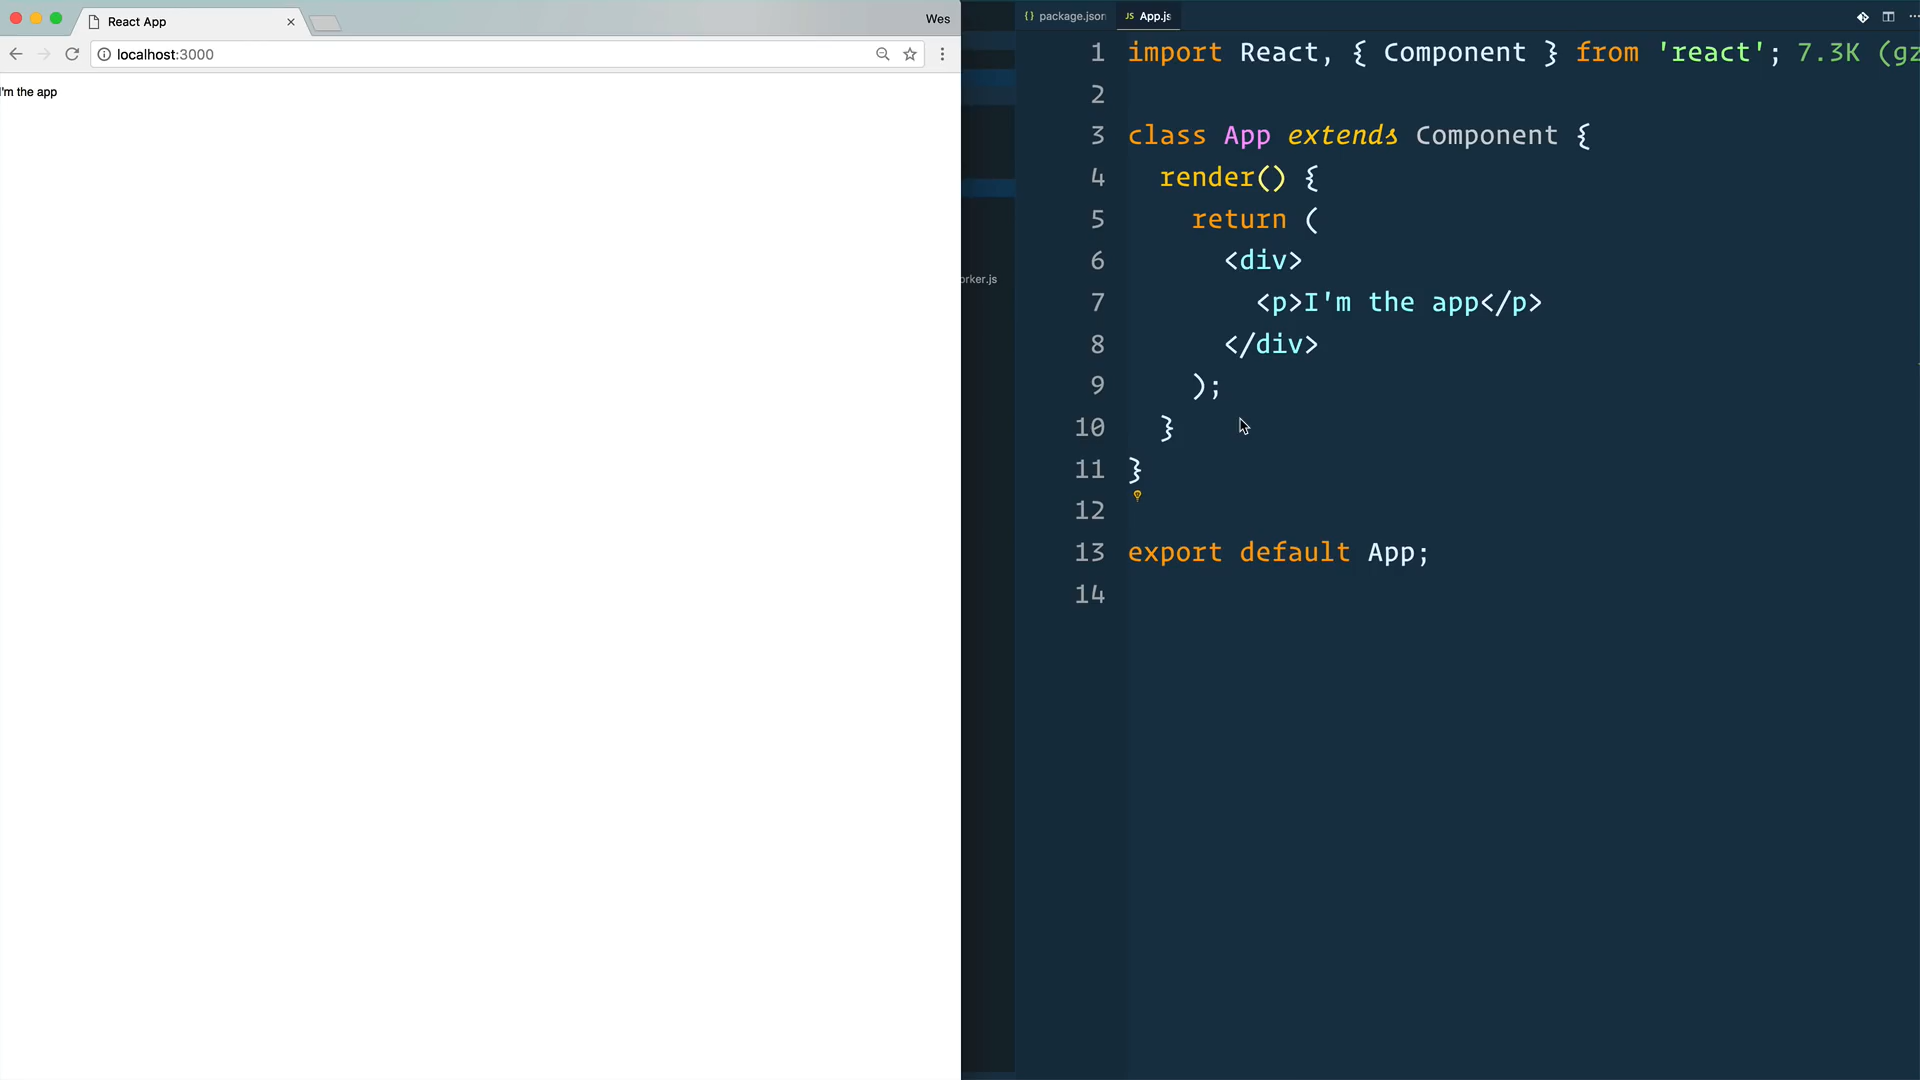 React App
Wes
localhost:3000
I'm the app
orker.js
{} package.json
JS App.js
1 import React, { Component } from 'react'; 7.3K (gz
2
3 class App extends Component {
4 render() {
5 return (
6 <div>
7 <p>I'm the app</p>
8 </div>
9 );
10 }
11 }
12
13 export default App;
14